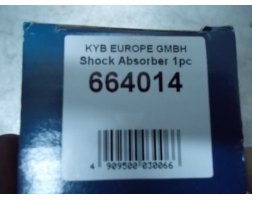 KYB EUROPE GMBH
Shock Absorber 1pc
664014
4 909500 030066